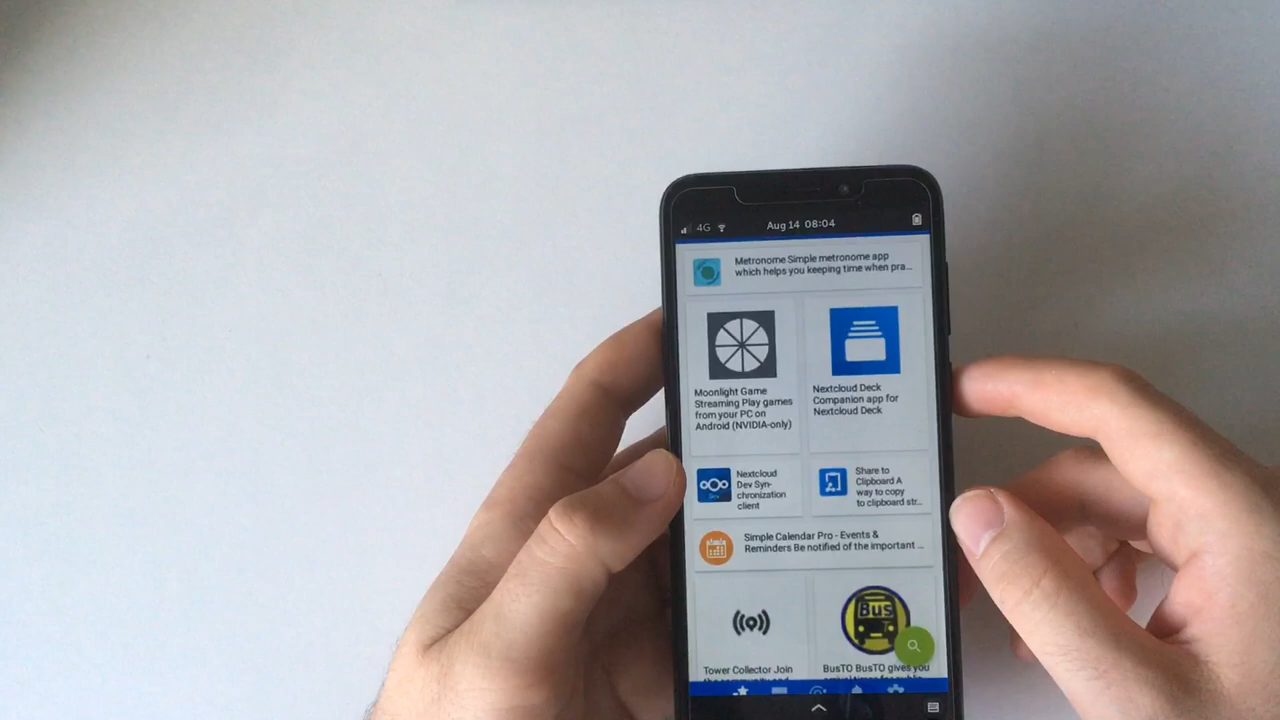 4G
Aug 14 08:04
Metronome Simple metronome app
which helps you keeping time when pra...
Moonlight Game
Streaming Play games
from your PC on
Android (NVIDIA-only)
Nextcloud Deck
Companion app for
Nextcloud Deck
Nextcloud
Dev Syn-
chronization
client
Dev
Share to
Clipboard A
way to copy
to clipboard str...
Simple Calendar Pro - Events &
Reminders Be notified of the important ...
Tower Collector Join
Bus
BusTO BusTO gives you